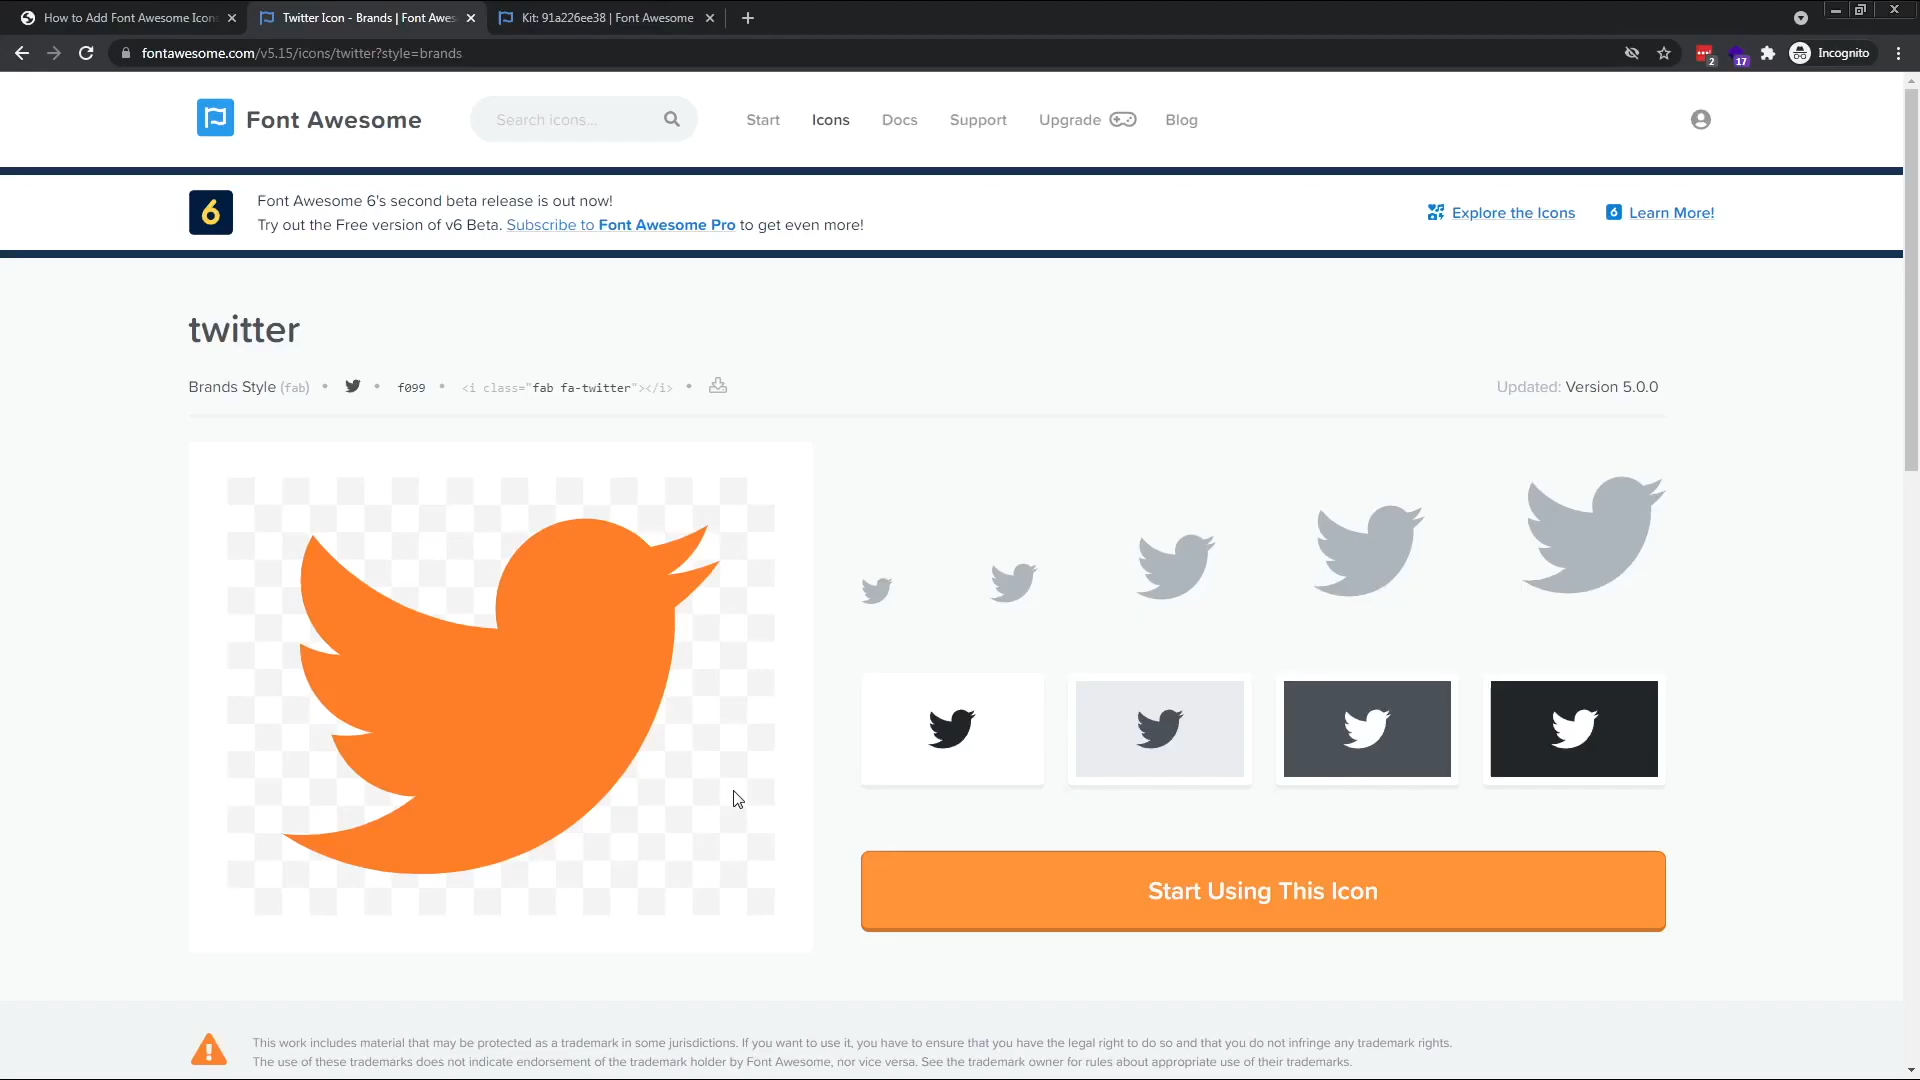 How to Add Font Awesome Icon
Twitter Icon - Brands | Font Awes
Kit: 91a226ee38 | Font Awesome
fontawesome.com/v5.15/icons/twitter?style=brands
2
17
Incognito
Font Awesome
Search icons...
Start
Icons
Docs
Support
Upgrade
Blog
6
Font Awesome 6's second beta release is out now!
Try out the Free version of v6 Beta. Subscribe to Font Awesome Pro to get even more!
Explore the Icons
6
Learn More!
twitter
Brands Style (fab) • • f099 • <i class="fab fa-twitter"></i> •
Updated: Version 5.0.0
Start Using This Icon
This work includes material that may be protected as a trademark in some jurisdictions. If you want to use it, you have to ensure that you have the legal right to do so and that you do not infringe any trademark rights.
The use of these trademarks does not indicate endorsement of the trademark holder by Font Awesome, nor vice versa. See the trademark owner for rules about appropriate use of their trademarks.